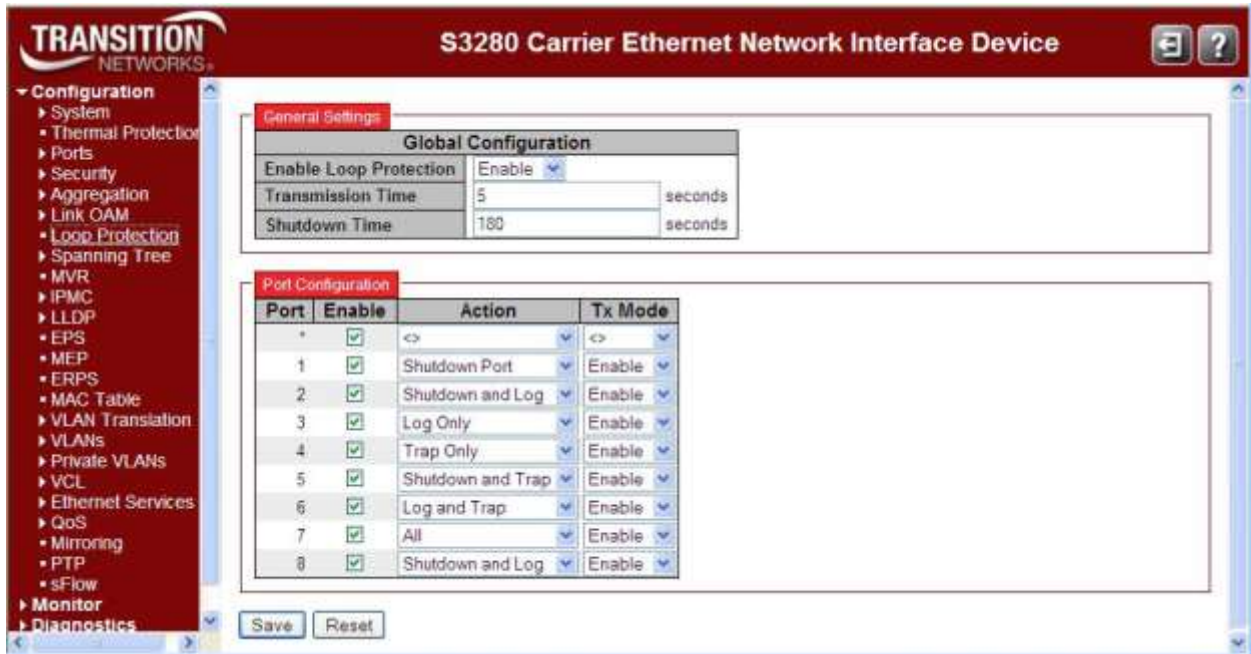 TRANSITION
NETWORKS®
S3280 Carrier Ethernet Network Interface Device
?
Configuration
System
Thermal Protection
Ports
Security
Aggregation
Link OAM
Loop Protection
Spanning Tree
MVR
IPMC
LLDP
EPS
MEP
ERPS
MAC Table
VLAN Translation
VLANs
Private VLANs
VCL
Ethernet Services
QoS
Mirroring
PTP
sFlow
Monitor
Diagnostics
General Settings
Global Configuration
Enable Loop Protection Enable
Transmission Time 5 seconds
Shutdown Time 180 seconds
Port Configuration
Port Enable Action Tx Mode
* <> <>
1 Shutdown Port Enable
2 Shutdown and Log Enable
3 Log Only Enable
4 Trap Only Enable
5 Shutdown and Trap Enable
6 Log and Trap Enable
7 All Enable
8 Shutdown and Log Enable
Save Reset